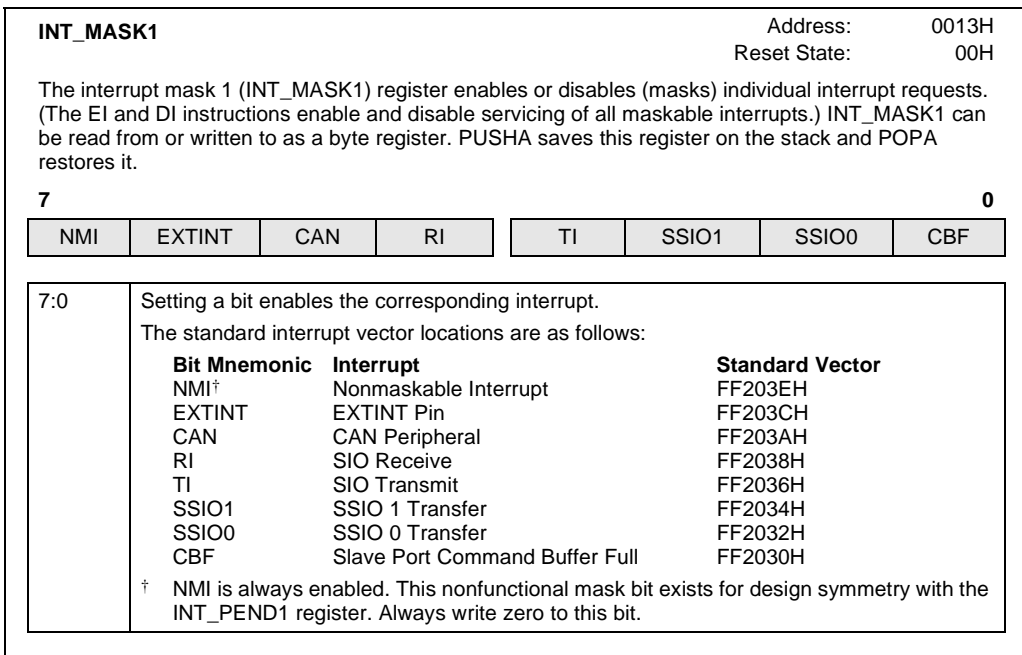 INT_MASK1 Address: 0013H
Reset State: 00H
The interrupt mask 1 (INT_MASK1) register enables or disables (masks) individual interrupt requests.
(The EI and DI instructions enable and disable servicing of all maskable interrupts.) INT_MASK1 can
be read from or written to as a byte register. PUSHA saves this register on the stack and POPA
restores it.
7 0
NMI EXTINT CAN RI TI SSIO1 SSIO0 CBF
7:0 Setting a bit enables the corresponding interrupt.
The standard interrupt vector locations are as follows:
Bit Mnemonic Interrupt Standard Vector
NMI† Nonmaskable Interrupt FF203EH
EXTINT EXTINT Pin FF203CH
CAN CAN Peripheral FF203AH
RI SIO Receive FF2038H
TI SIO Transmit FF2036H
SSIO1 SSIO 1 Transfer FF2034H
SSIO0 SSIO 0 Transfer FF2032H
CBF Slave Port Command Buffer Full FF2030H
† NMI is always enabled. This nonfunctional mask bit exists for design symmetry with the
INT_PEND1 register. Always write zero to this bit.